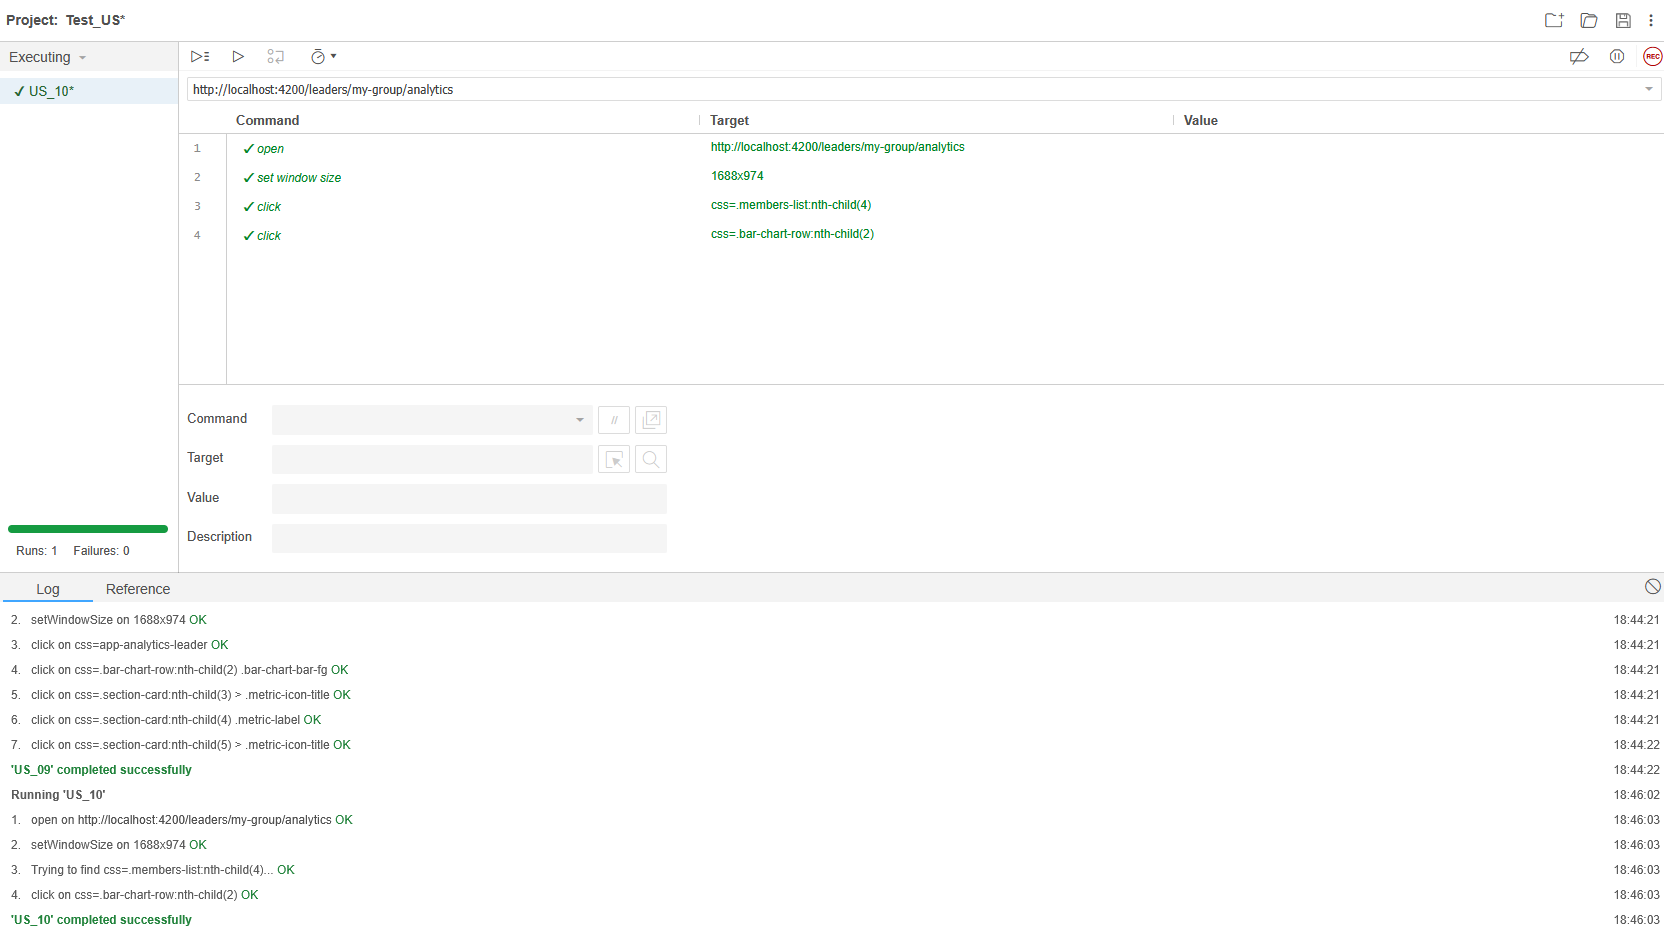 Project: Test_US*
Executing
✓ US_10*
REC
http://localhost:4200/leaders/my-group/analytics
Command Target Value
1 ✓ open http://localhost:4200/leaders/my-group/analytics
2 ✓ set window size 1688x974
3 ✓ click css=.members-list:nth-child(4)
4 ✓ click css=.bar-chart-row:nth-child(2)
Command //
Target
Value
Description
Runs: 1 Failures: 0
Log Reference
2. setWindowSize on 1688x974 OK 18:44:21
3. click on css=app-analytics-leader OK 18:44:21
4. click on css=.bar-chart-row:nth-child(2) .bar-chart-bar-fg OK 18:44:21
5. click on css=.section-card:nth-child(3) > .metric-icon-title OK 18:44:21
6. click on css=.section-card:nth-child(4) .metric-label OK 18:44:21
7. click on css=.section-card:nth-child(5) > .metric-icon-title OK 18:44:22
'US_09' completed successfully 18:44:22
Running 'US_10' 18:46:02
1. open on http://localhost:4200/leaders/my-group/analytics OK 18:46:03
2. setWindowSize on 1688x974 OK 18:46:03
3. Trying to find css=.members-list:nth-child(4)... OK 18:46:03
4. click on css=.bar-chart-row:nth-child(2) OK 18:46:03
'US_10' completed successfully 18:46:03